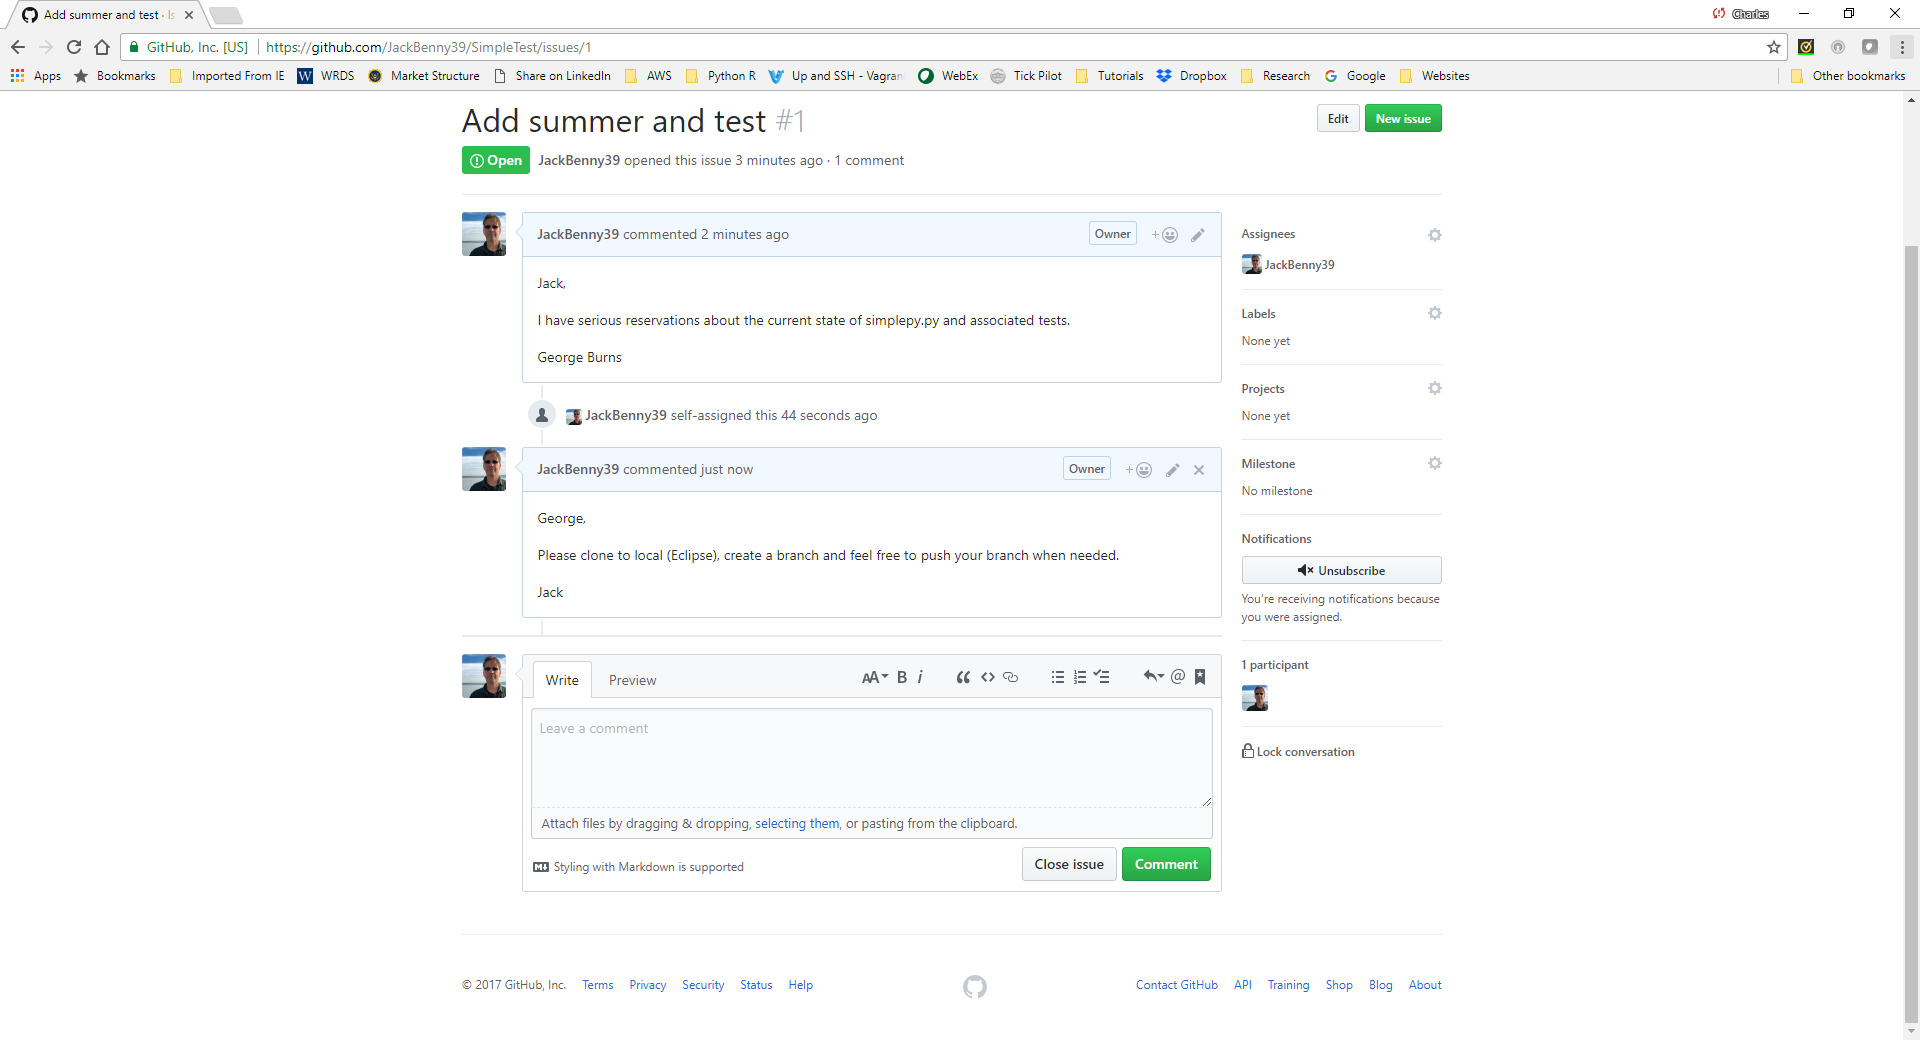 Add summer and test · Is
Charles
GitHub, Inc. [US] https://github.com/JackBenny39/SimpleTest/issues/1
Apps Bookmarks Imported From IE WRDS Market Structure Share on LinkedIn AWS Python R Up and SSH - Vagran WebEx Tick Pilot Tutorials Dropbox Research Google Websites Other bookmarks
Add summer and test #1
Edit New issue
Open JackBenny39 opened this issue 3 minutes ago · 1 comment
JackBenny39 commented 2 minutes ago Owner
Jack,
I have serious reservations about the current state of simplepy.py and associated tests.
George Burns
JackBenny39 self-assigned this 44 seconds ago
JackBenny39 commented just now Owner
George,
Please clone to local (Eclipse), create a branch and feel free to push your branch when needed.
Jack
Write Preview
AA B i
Leave a comment
Attach files by dragging & dropping, selecting them, or pasting from the clipboard.
Styling with Markdown is supported
Close issue Comment
Assignees
JackBenny39
Labels
None yet
Projects
None yet
Milestone
No milestone
Notifications
Unsubscribe
You're receiving notifications because
you were assigned.
1 participant
Lock conversation
© 2017 GitHub, Inc. Terms Privacy Security Status Help
Contact GitHub API Training Shop Blog About